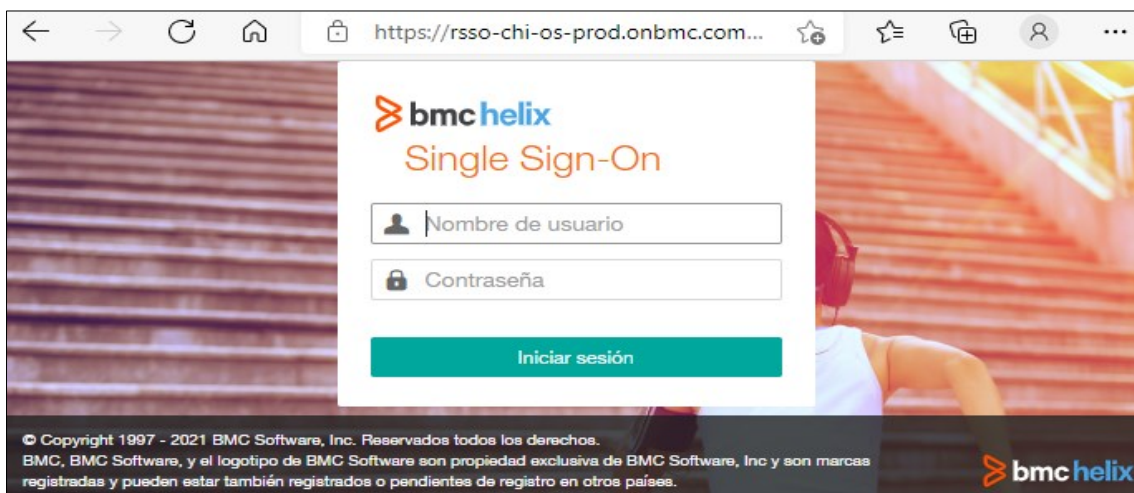 https://rsso-chi-os-prod.onbmc.com...
bmc helix
Single Sign-On
Nombre de usuario
Contraseña
Iniciar sesión
© Copyright 1997 - 2021 BMC Software, Inc. Reservados todos los derechos.
BMC, BMC Software, y el logotipo de BMC Software son propiedad exclusiva de BMC Software, Inc y son marcas
registradas y pueden estar también registrados o pendientes de registro en otros países.
bmc helix